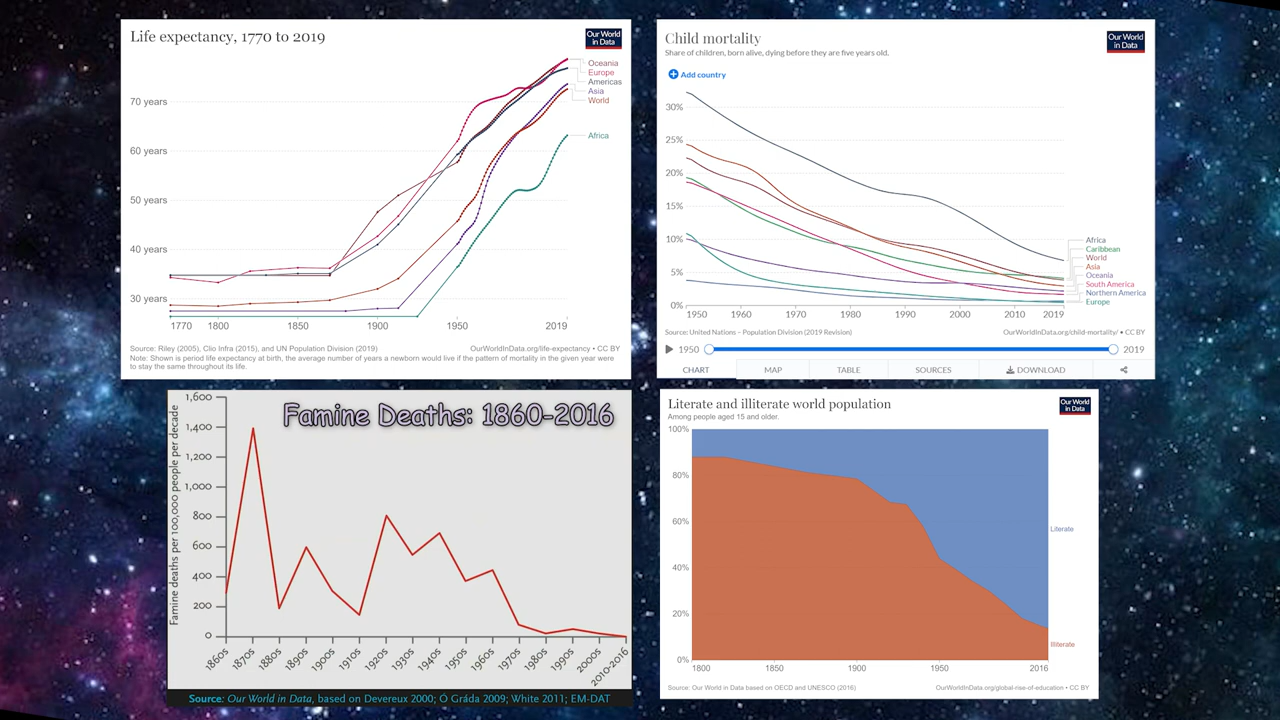 Life expectancy, 1770 to 2019
Our World
in Data
Oceania
Europe
Americas
Asia
World
Africa
70 years
60 years
50 years
40 years
30 years
1770
1800
1850
1900
1950
2019
Source: Riley (2005), Clio Infra (2015), and UN Population Division (2019)
OurWorldInData.org/life-expectancy • CC BY
Note: Shown is period life expectancy at birth, the average number of years a newborn would live if the pattern of mortality in the given year were
to stay the same throughout its life.
Child mortality
Share of children, born alive, dying before they are five years old.
Our World
in Data
Add country
30%
25%
20%
15%
10%
5%
0%
Africa
Caribbean
World
Asia
Oceania
South America
Northern America
Europe
1950
1960
1970
1980
1990
2000
2010
2019
Source: United Nations – Population Division (2019 Revision)
OurWorldInData.org/child-mortality/ • CC BY
1950
2019
CHART
MAP
TABLE
SOURCES
DOWNLOAD
Famine Deaths: 1860-2016
Famine deaths per 100,000 people per decade
1,600
1,400
1,200
1,000
800
600
400
200
0
1860s
1870s
1880s
1890s
1900s
1910s
1920s
1930s
1940s
1950s
1960s
1970s
1980s
1990s
2000s
2010-2016
Source: Our World in Data, based on Devereux 2000; Ó Gráda 2009; White 2011; EM-DAT
Literate and illiterate world population
Among people aged 15 and older.
Our World
in Data
100%
80%
60%
40%
20%
0%
Literate
Illiterate
1800
1850
1900
1950
2016
Source: Our World in Data based on OECD and UNESCO (2016)
OurWorldInData.org/global-rise-of-education • CC BY